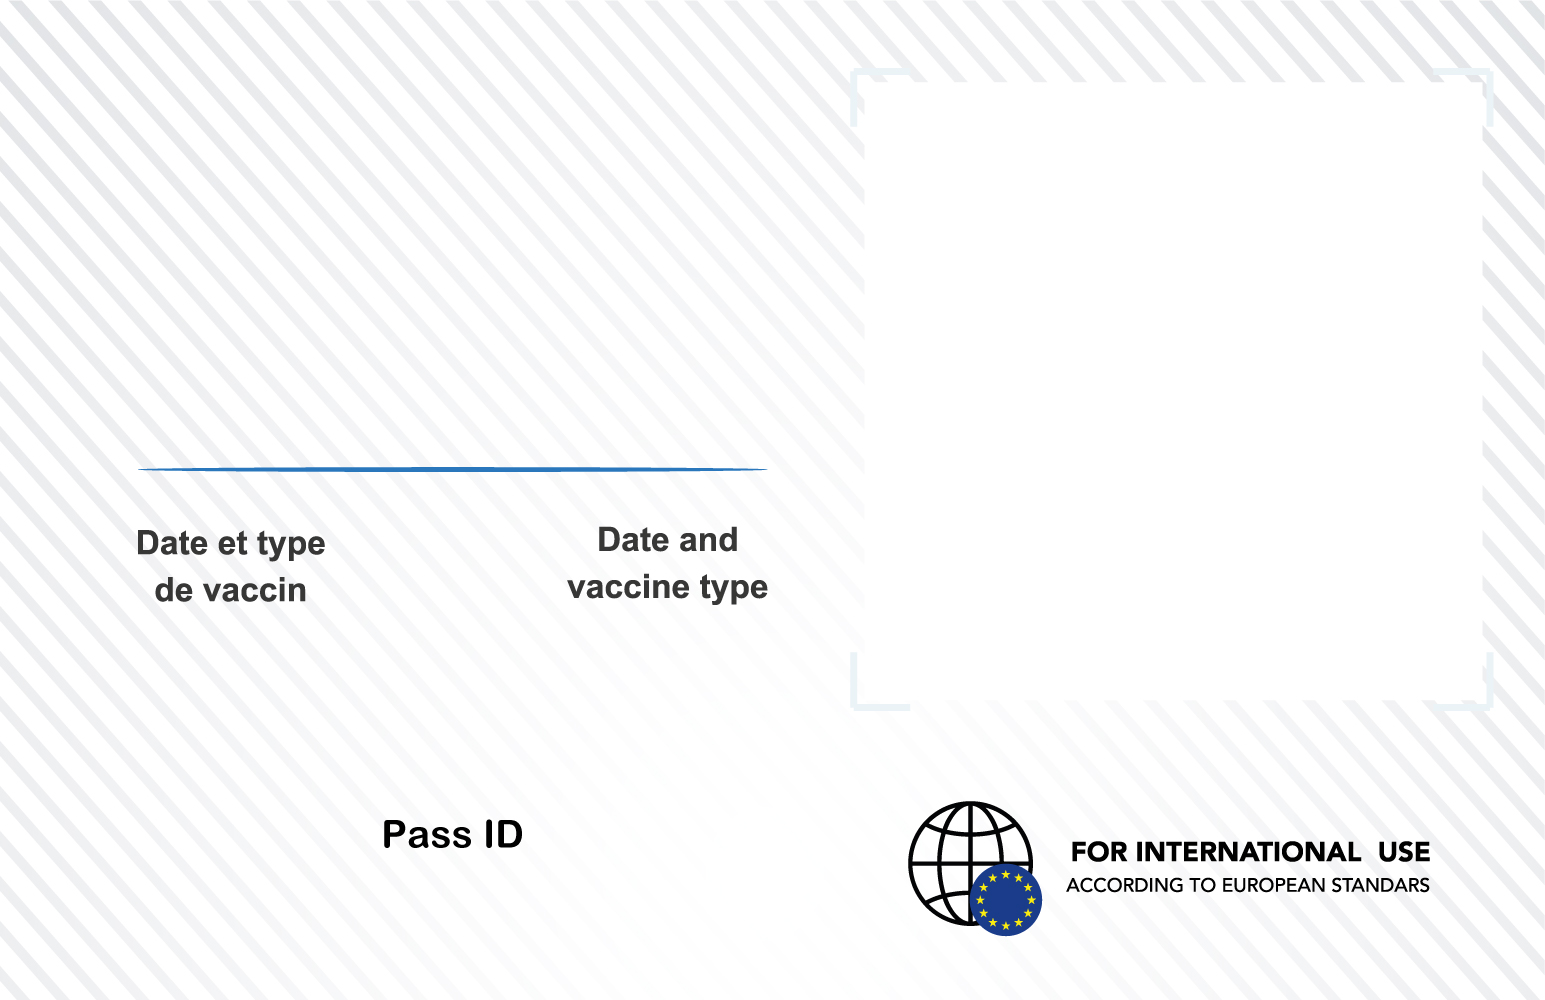 Date et type
de vaccin
Date and
vaccine type
Pass ID
FOR INTERNATIONAL USE
ACCORDING TO EUROPEAN STANDARS